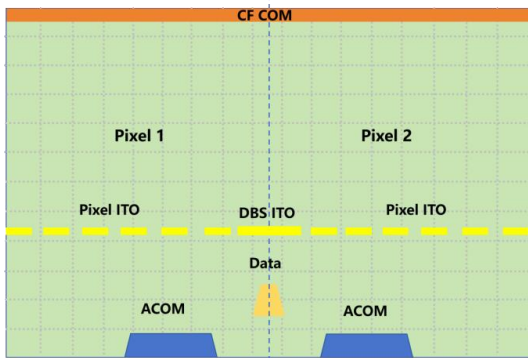 CF COM
Pixel 1
Pixel 2
Pixel ITO
DBS ITO
Pixel ITO
Data
ACOM
ACOM